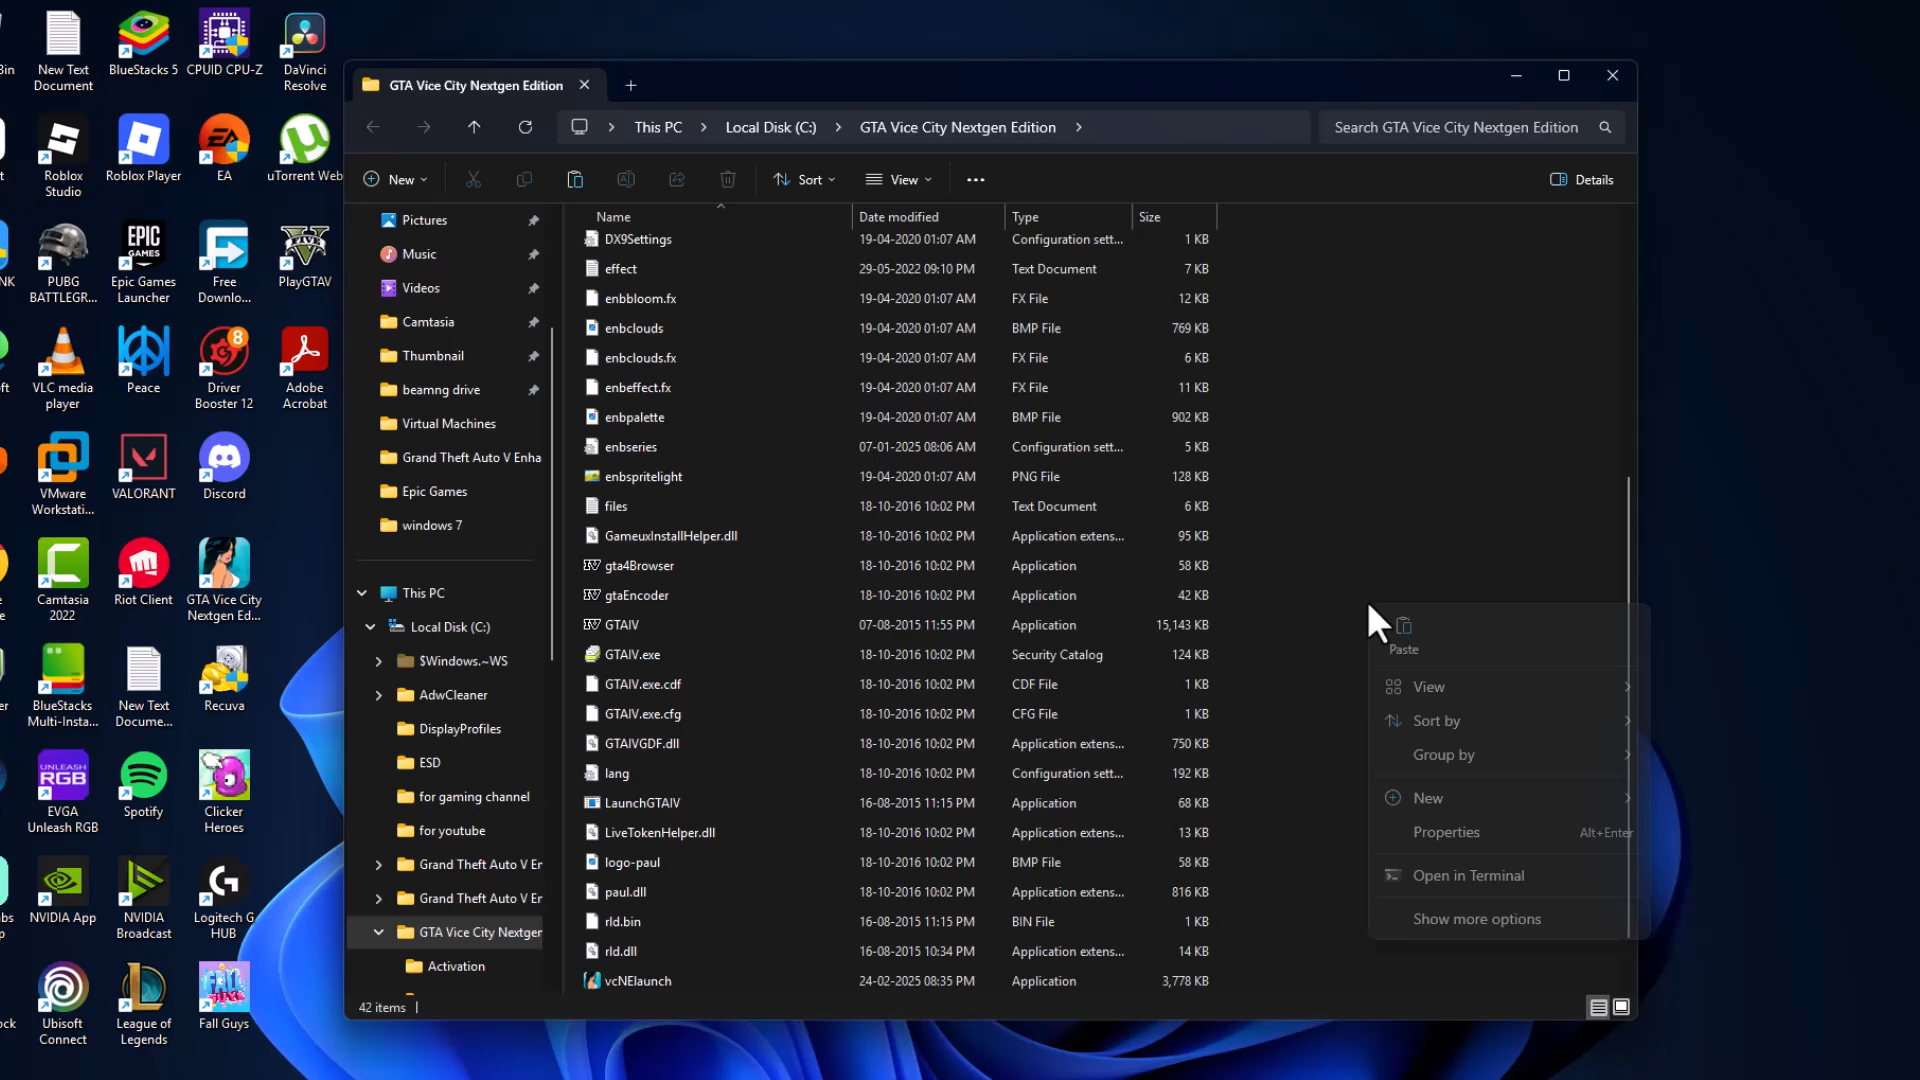 Bin
New Text
Document
BlueStacks 5
CPUID CPU-Z
DaVinci
Resolve
Roblox
Studio
Roblox Player
EA
uTorrent Web
PUBG
BATTLEGR...
Epic Games
Launcher
Free
Downlo...
PlayGTAV
VLC media
player
Peace
8
Driver
Booster 12
Adobe
Acrobat
VMware
Workstati...
VALORANT
Discord
Camtasia
2022
Riot Client
GTA Vice City
Nextgen Ed...
BlueStacks
Multi-Insta...
New Text
Docume...
Recuva
UNLEASH
RGB
EVGA
Unleash RGB
Spotify
Clicker
Heroes
NVIDIA App
NVIDIA
Broadcast
Logitech G
HUB
Ubisoft
Connect
League of
Legends
Fall Guys
GTA Vice City Nextgen Edition
This PC
Local Disk (C:)
GTA Vice City Nextgen Edition
Search GTA Vice City Nextgen Edition
New
Sort
View
Details
Pictures
Music
Videos
Camtasia
Thumbnail
beamng drive
Virtual Machines
Grand Theft Auto V Enha
Epic Games
windows 7
This PC
Local Disk (C:)
$Windows.~WS
AdwCleaner
DisplayProfiles
ESD
for gaming channel
for youtube
Grand Theft Auto V Er
Grand Theft Auto V Er
GTA Vice City Nextger
Activation
Name Date modified Type Size
DX9Settings 19-04-2020 01:07 AM Configuration sett... 1 KB
effect 29-05-2022 09:10 PM Text Document 7 KB
enbbloom.fx 19-04-2020 01:07 AM FX File 12 KB
enbclouds 19-04-2020 01:07 AM BMP File 769 KB
enbclouds.fx 19-04-2020 01:07 AM FX File 6 KB
enbeffect.fx 19-04-2020 01:07 AM FX File 11 KB
enbpalette 19-04-2020 01:07 AM BMP File 902 KB
enbseries 07-01-2025 08:06 AM Configuration sett... 5 KB
enbspritelight 19-04-2020 01:07 AM PNG File 128 KB
files 18-10-2016 10:02 PM Text Document 6 KB
GameuxInstallHelper.dll 18-10-2016 10:02 PM Application extens... 95 KB
gta4Browser 18-10-2016 10:02 PM Application 58 KB
gtaEncoder 18-10-2016 10:02 PM Application 42 KB
GTAIV 07-08-2015 11:55 PM Application 15,143 KB
GTAIV.exe 18-10-2016 10:02 PM Security Catalog 124 KB
GTAIV.exe.cdf 18-10-2016 10:02 PM CDF File 1 KB
GTAIV.exe.cfg 18-10-2016 10:02 PM CFG File 1 KB
GTAIVGDF.dll 18-10-2016 10:02 PM Application extens... 750 KB
lang 18-10-2016 10:02 PM Configuration sett... 192 KB
LaunchGTAIV 16-08-2015 11:15 PM Application 68 KB
LiveTokenHelper.dll 18-10-2016 10:02 PM Application extens... 13 KB
logo-paul 18-10-2016 10:02 PM BMP File 58 KB
paul.dll 18-10-2016 10:02 PM Application extens... 816 KB
rld.bin 16-08-2015 11:15 PM BIN File 1 KB
rld.dll 16-08-2015 10:34 PM Application extens... 14 KB
vcNElaunch 24-02-2025 08:35 PM Application 3,778 KB
Paste
View
Sort by
Group by
New
Properties Alt+Enter
Open in Terminal
Show more options
42 items